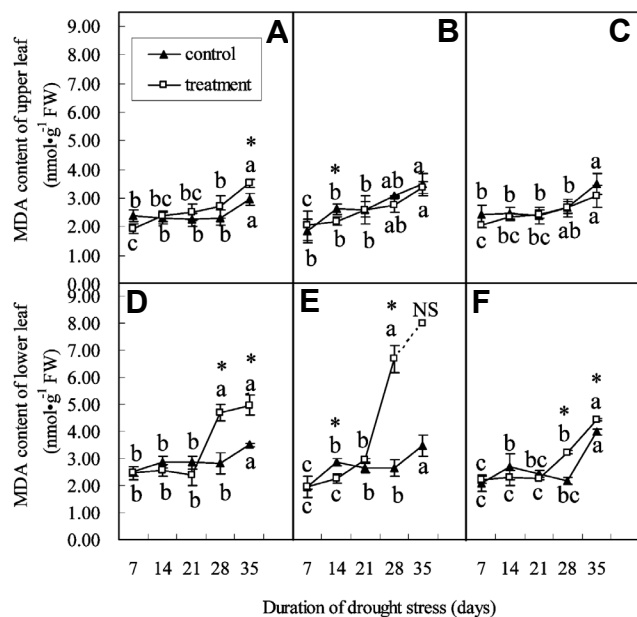 MDA content of upper leaf
(nmol•g⁻¹ FW)
9.00
8.00
7.00
6.00
5.00
4.00
3.00
2.00
1.00
0.00
A
control
treatment
*
b bc bc b a
c b b b a
B
*
c b b ab a
b b b ab a
C
b b b b a
c bc bc ab a
MDA content of lower leaf
(nmol•g⁻¹ FW)
9.00
8.00
7.00
6.00
5.00
4.00
3.00
2.00
1.00
0.00
D
* *
b b b a a
b b b b a
E
* * NS
c b b a
c c b b a
F
* *
c b bc b a
c c c bc a
7 14 21 28 35 7 14 21 28 35 7 14 21 28 35
Duration of drought stress (days)